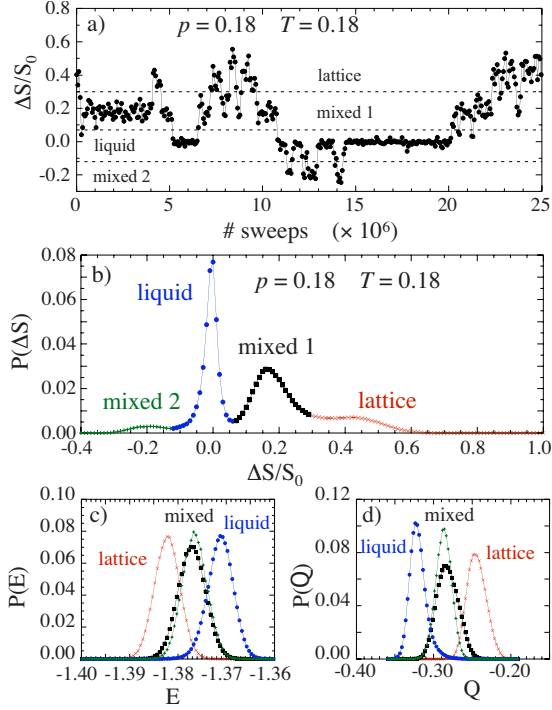 a) p = 0.18 T = 0.18
ΔS/S₀
0.8
0.6
0.4
0.2
0.0
-0.2
lattice
mixed 1
liquid
mixed 2
0 5 10 15 20 25
# sweeps (× 10⁶)
b) p = 0.18 T = 0.18
P(ΔS)
0.08
0.06
0.04
0.02
0.00
liquid
mixed 1
mixed 2
lattice
-0.4 -0.2 0.0 0.2 0.4 0.6 0.8 1.0
ΔS/S₀
c) mixed
liquid
lattice
P(E)
0.10
0.08
0.06
0.04
0.02
0.00
-1.40 -1.39 -1.38 -1.37 -1.36
E
mixed d)
liquid
lattice
P(Q)
0.12
0.08
0.04
0.00
-0.40 -0.30 -0.20
Q